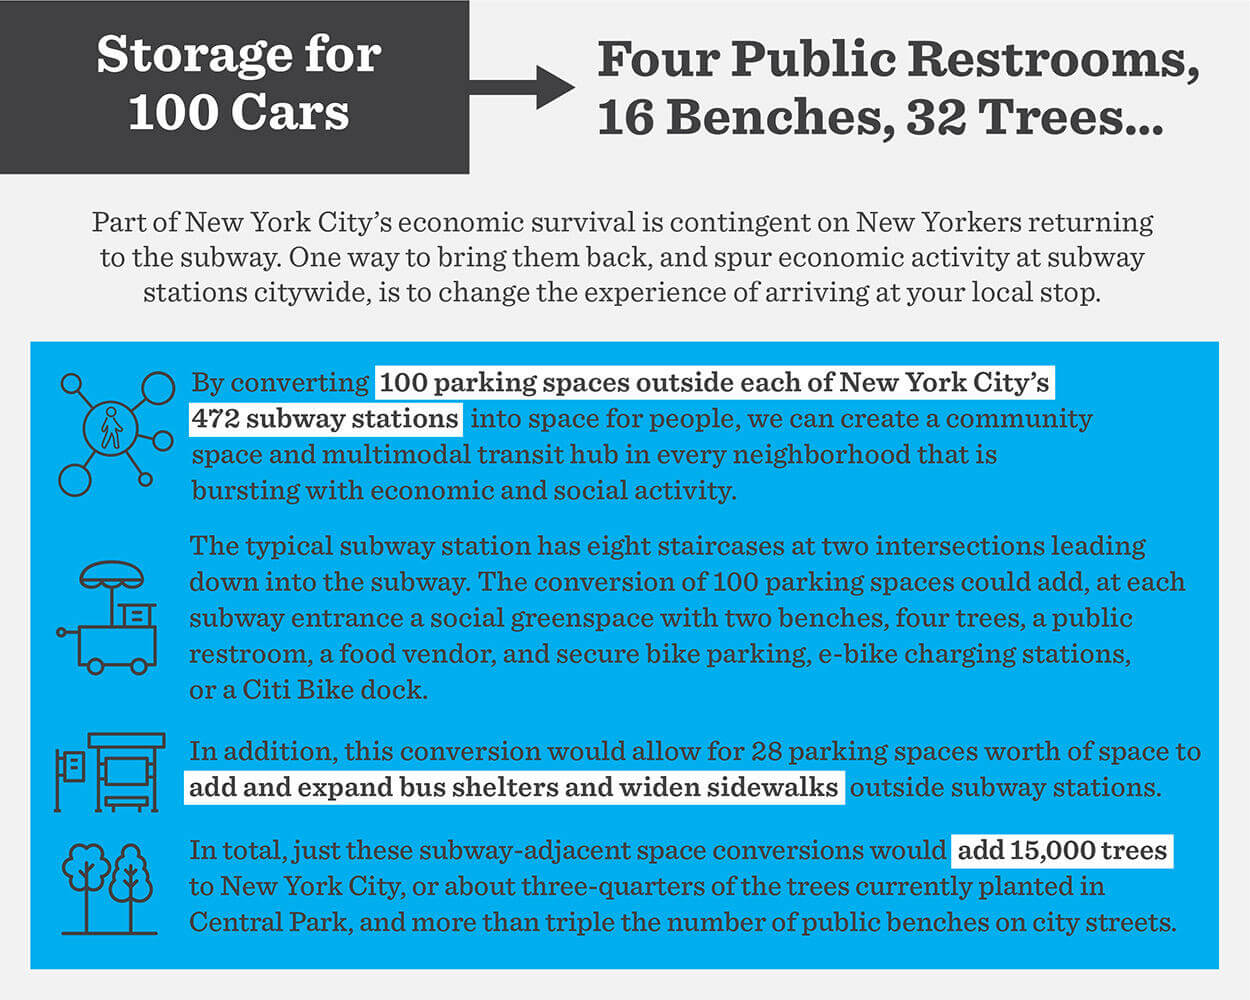 Storage for
100 Cars
Four Public Restrooms,
16 Benches, 32 Trees...
Part of New York City's economic survival is contingent on New Yorkers returning
to the subway. One way to bring them back, and spur economic activity at subway
stations citywide, is to change the experience of arriving at your local stop.
By converting 100 parking spaces outside each of New York City's
472 subway stations into space for people, we can create a community
space and multimodal transit hub in every neighborhood that is
bursting with economic and social activity.
The typical subway station has eight staircases at two intersections leading
down into the subway. The conversion of 100 parking spaces could add, at each
subway entrance a social greenspace with two benches, four trees, a public
restroom, a food vendor, and secure bike parking, e-bike charging stations,
or a Citi Bike dock.
In addition, this conversion would allow for 28 parking spaces worth of space to
add and expand bus shelters and widen sidewalks outside subway stations.
In total, just these subway-adjacent space conversions would add 15,000 trees
to New York City, or about three-quarters of the trees currently planted in
Central Park, and more than triple the number of public benches on city streets.